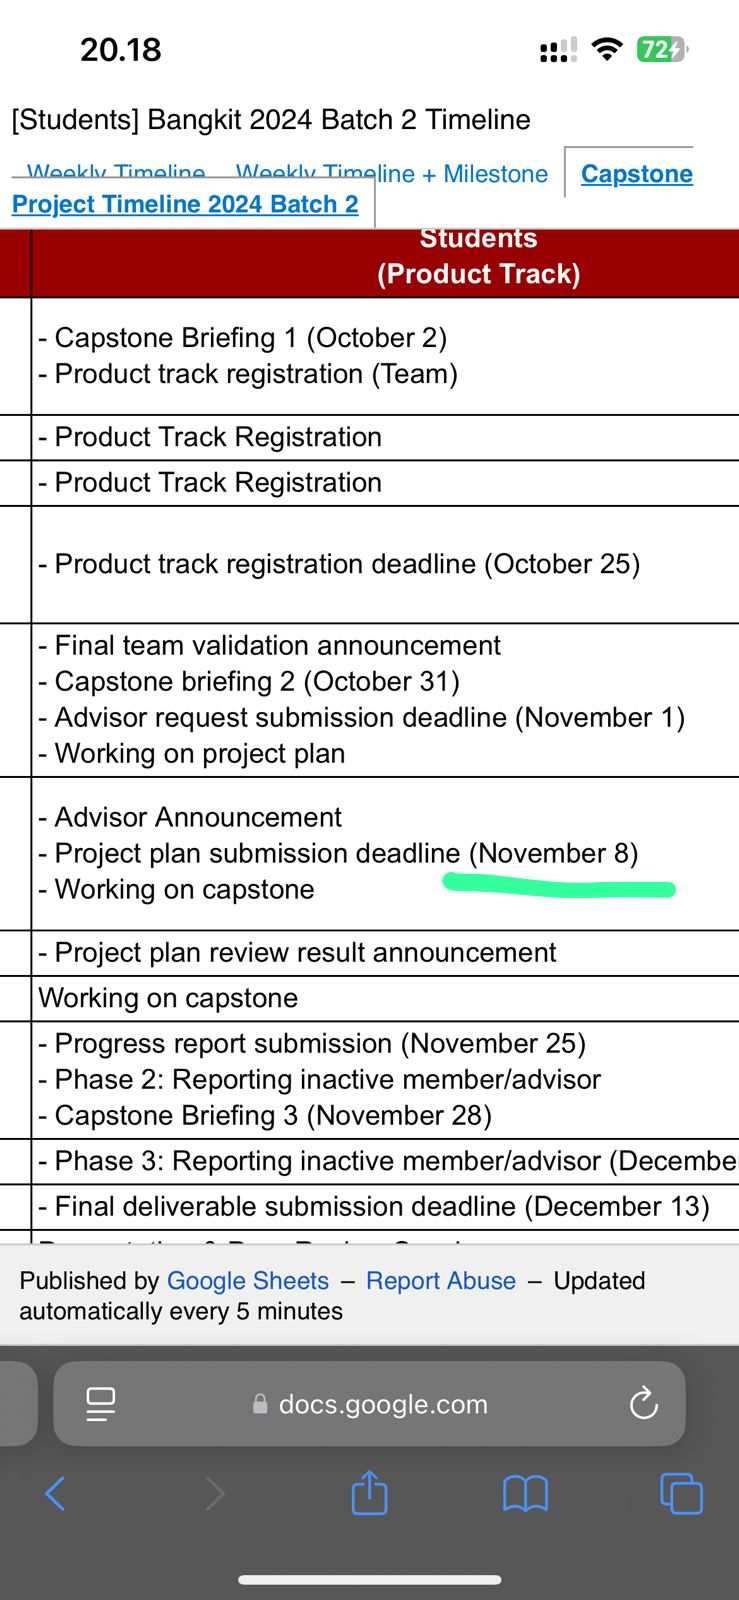 20.18
72
[Students] Bangkit 2024 Batch 2 Timeline
Weekly Timeline Weekly Timeline + Milestone Capstone
Project Timeline 2024 Batch 2
Students
(Product Track)
- Capstone Briefing 1 (October 2)
- Product track registration (Team)
- Product Track Registration
- Product Track Registration
- Product track registration deadline (October 25)
- Final team validation announcement
- Capstone briefing 2 (October 31)
- Advisor request submission deadline (November 1)
- Working on project plan
- Advisor Announcement
- Project plan submission deadline (November 8)
- Working on capstone
- Project plan review result announcement
Working on capstone
- Progress report submission (November 25)
- Phase 2: Reporting inactive member/advisor
- Capstone Briefing 3 (November 28)
- Phase 3: Reporting inactive member/advisor (Decembe
- Final deliverable submission deadline (December 13)
Published by Google Sheets – Report Abuse – Updated
automatically every 5 minutes
docs.google.com